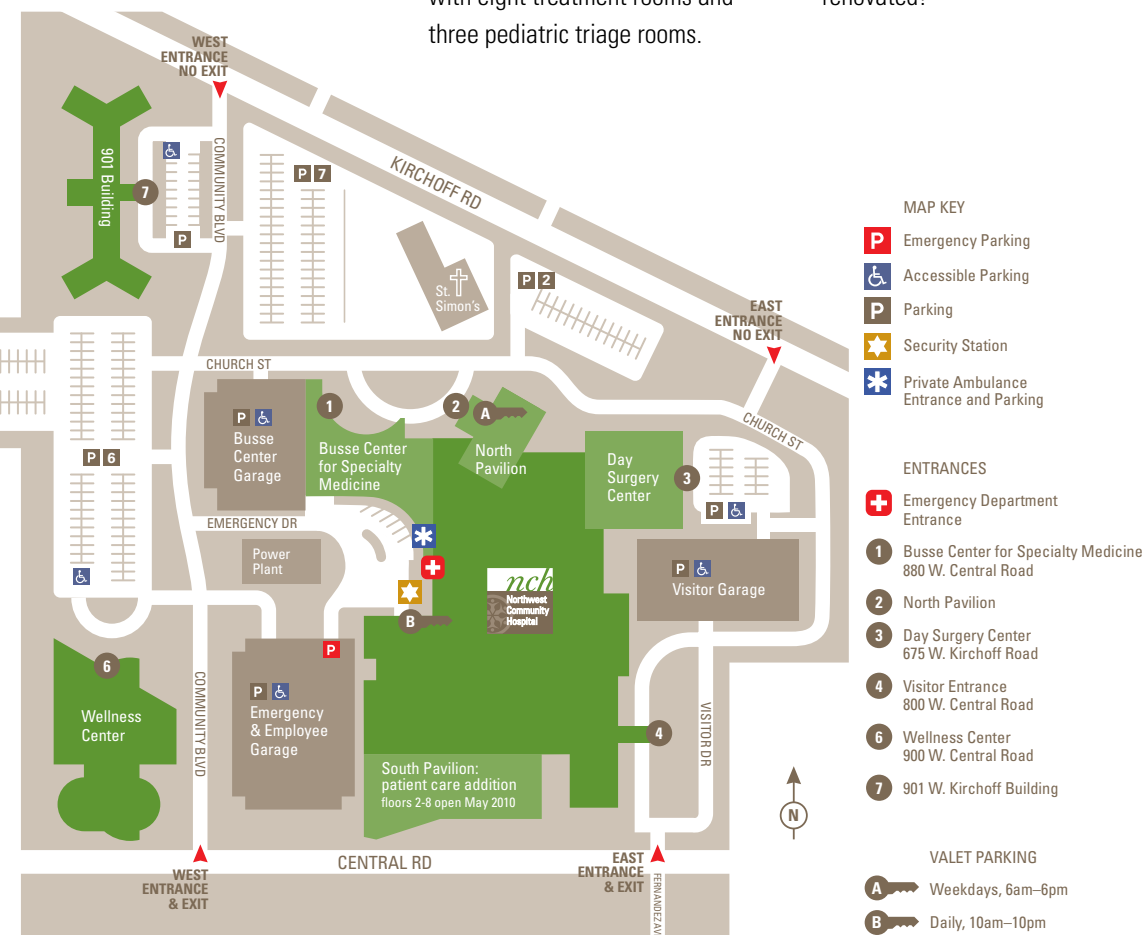 with eight treatment rooms and
three pediatric triage rooms.
renovated?
WEST
ENTRANCE
NO EXIT
901 Building
7
P
COMMUNITY BLVD
P 7
KIRCHOFF RD
St.
Simon's
P 2
EAST
ENTRANCE
NO EXIT
CHURCH ST
CHURCH ST
P
Busse
Center
Garage
1
Busse Center
for Specialty
Medicine
2
A
North
Pavilion
Day
Surgery
Center
3
P
P 6
EMERGENCY DR
Power
Plant
nch
Northwest
Community
Hospital
P
Visitor Garage
B
P
6
Wellness
Center
COMMUNITY BLVD
P
Emergency
& Employee
Garage
4
VISITOR DR
South Pavilion:
patient care addition
floors 2-8 open May 2010
N
CENTRAL RD
WEST
ENTRANCE
& EXIT
EAST
ENTRANCE
& EXIT
FERNANDEZ AV
MAP KEY
P Emergency Parking
Accessible Parking
P Parking
Security Station
Private Ambulance
Entrance and Parking
ENTRANCES
Emergency Department
Entrance
1 Busse Center for Specialty Medicine
880 W. Central Road
2 North Pavilion
3 Day Surgery Center
675 W. Kirchoff Road
4 Visitor Entrance
800 W. Central Road
6 Wellness Center
900 W. Central Road
7 901 W. Kirchoff Building
VALET PARKING
A Weekdays, 6am–6pm
B Daily, 10am–10pm